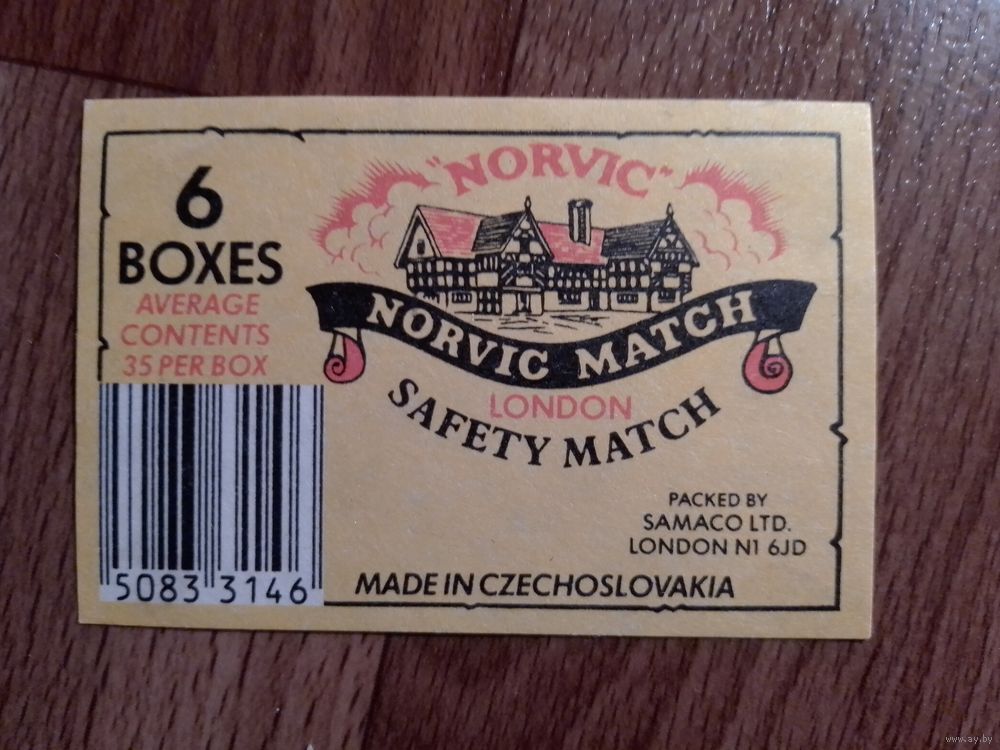 6
BOXES
AVERAGE
CONTENTS
35 PER BOX
5083 3146
"NORVIC"
NORVIC MATCH
LONDON
SAFETY MATCH
PACKED BY
SAMACO LTD.
LONDON N1 6JD
MADE IN CZECHOSLOVAKIA
www.ay.by